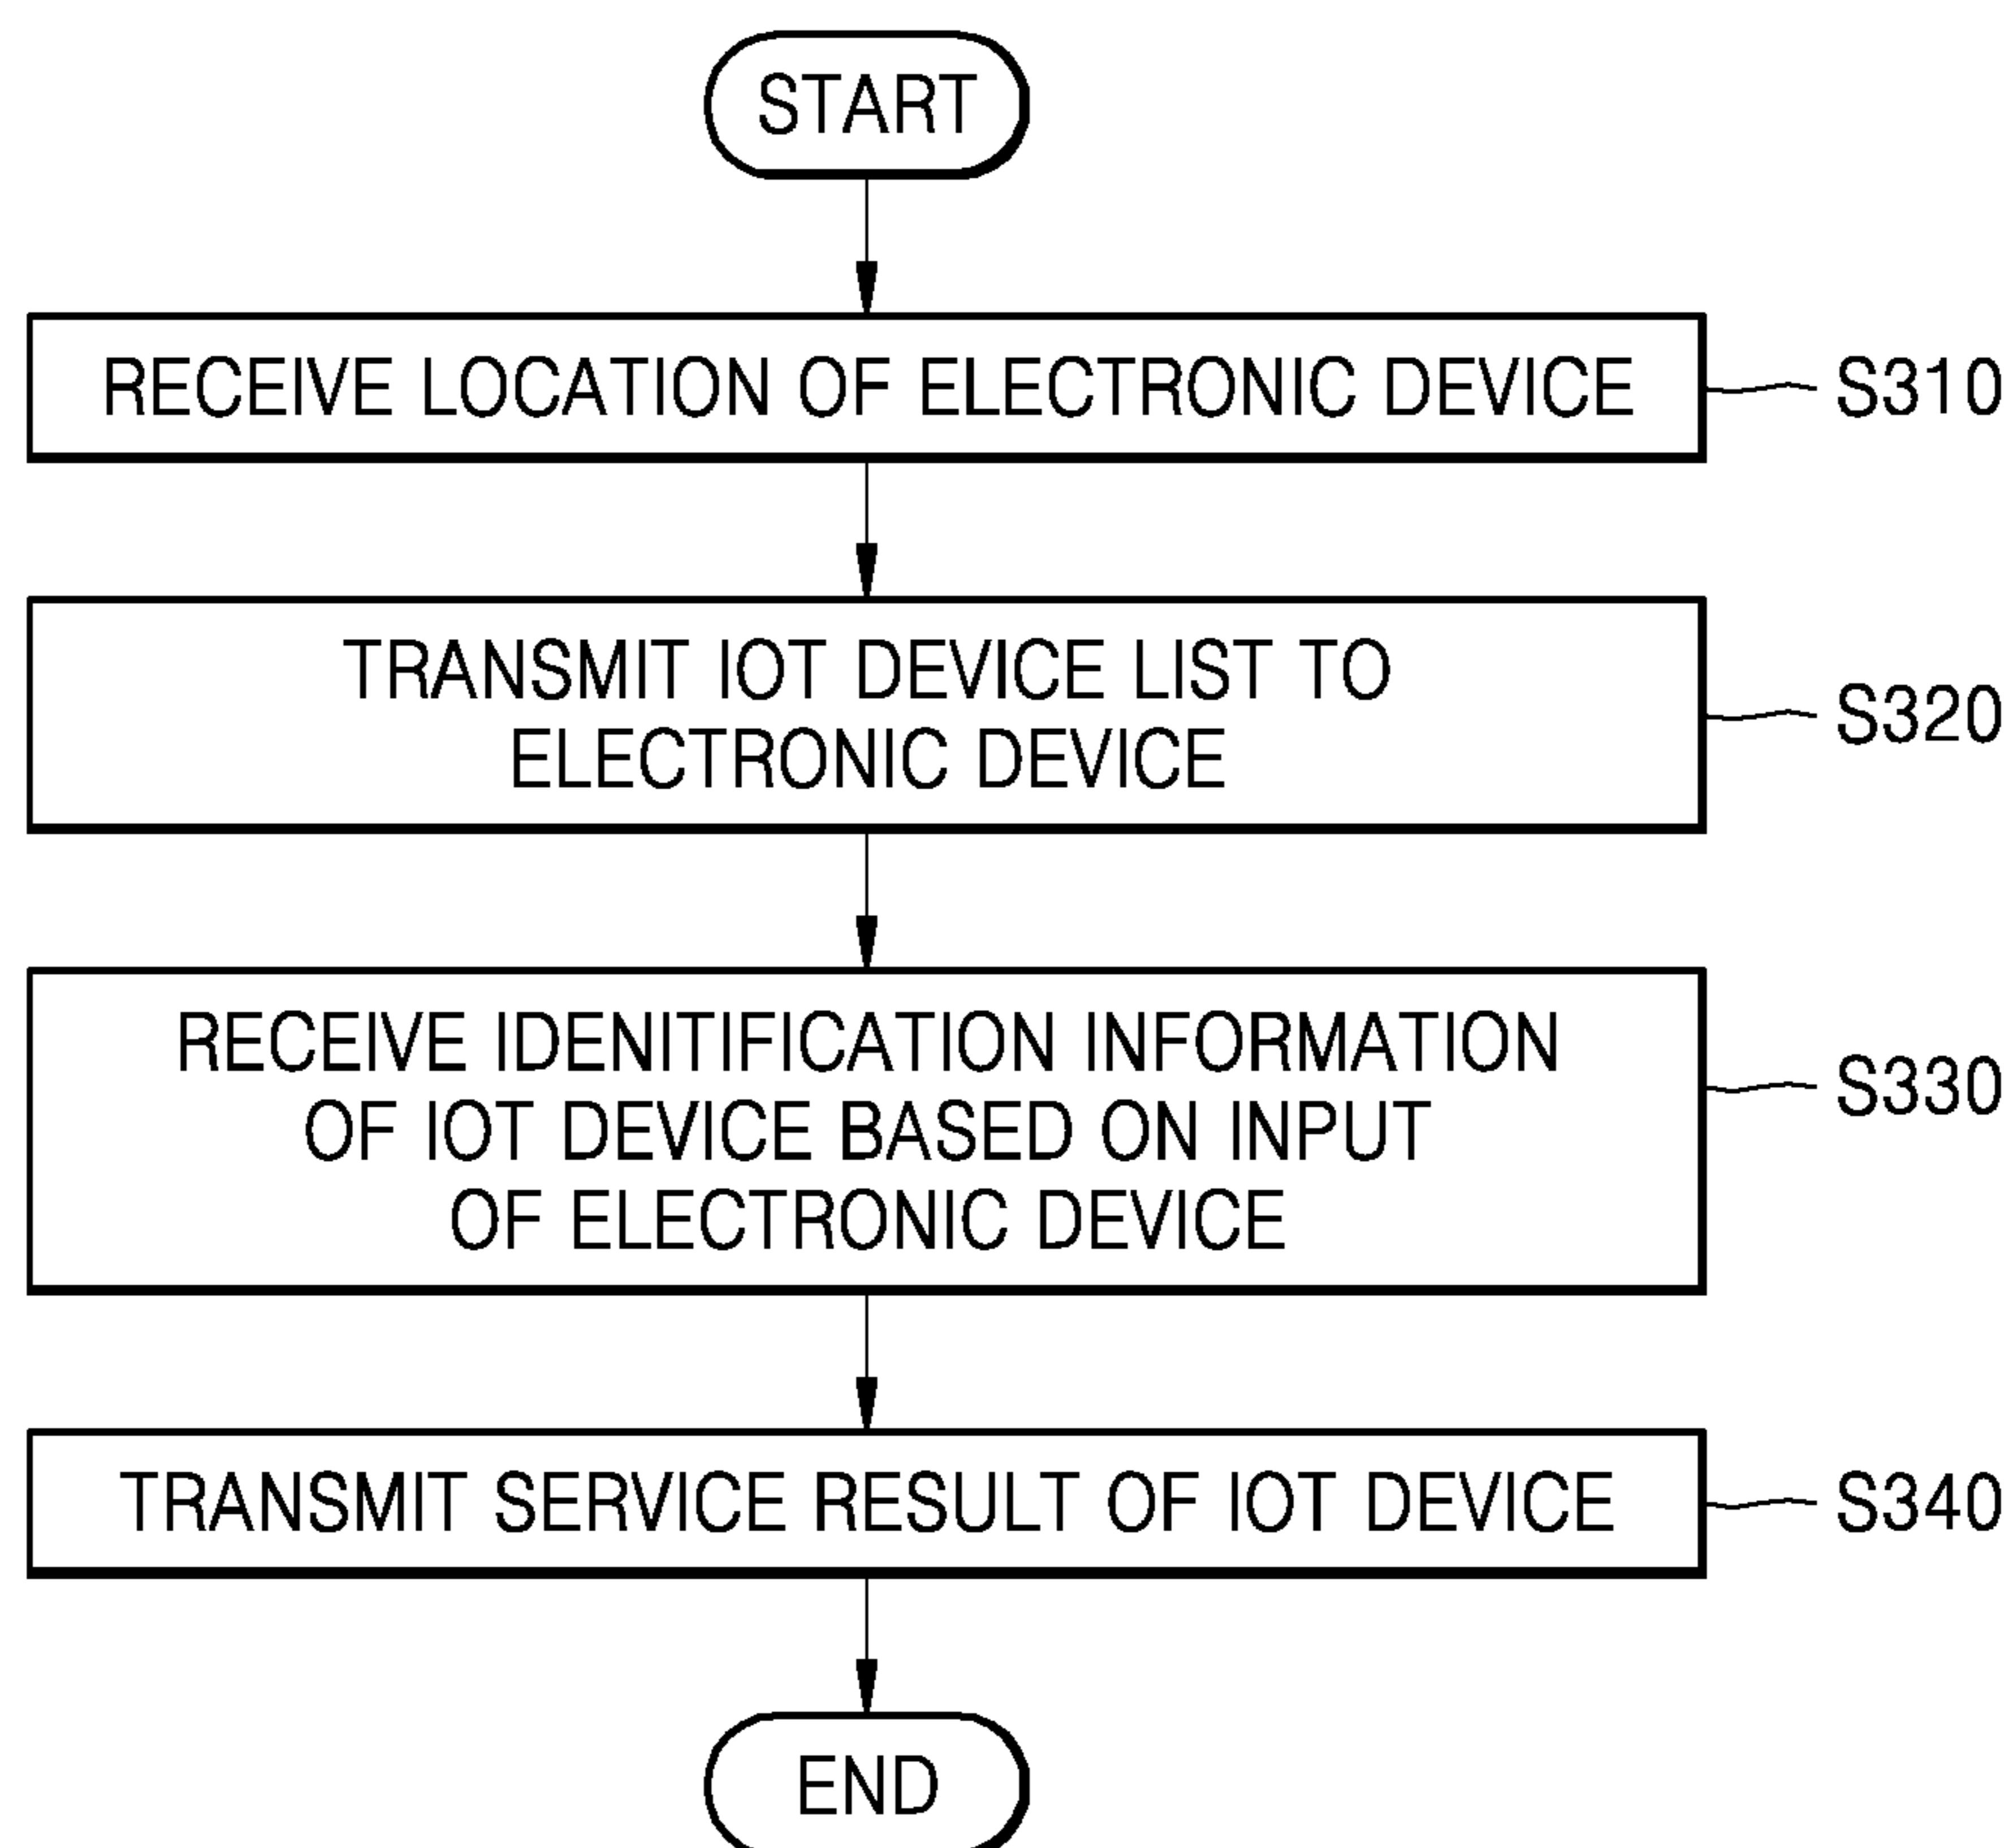 START
RECEIVE LOCATION OF ELECTRONIC DEVICE
S310
TRANSMIT IOT DEVICE LIST TO
ELECTRONIC DEVICE
S320
RECEIVE IDENITIFICATION INFORMATION
OF IOT DEVICE BASED ON INPUT
OF ELECTRONIC DEVICE
S330
TRANSMIT SERVICE RESULT OF IOT DEVICE
S340
END